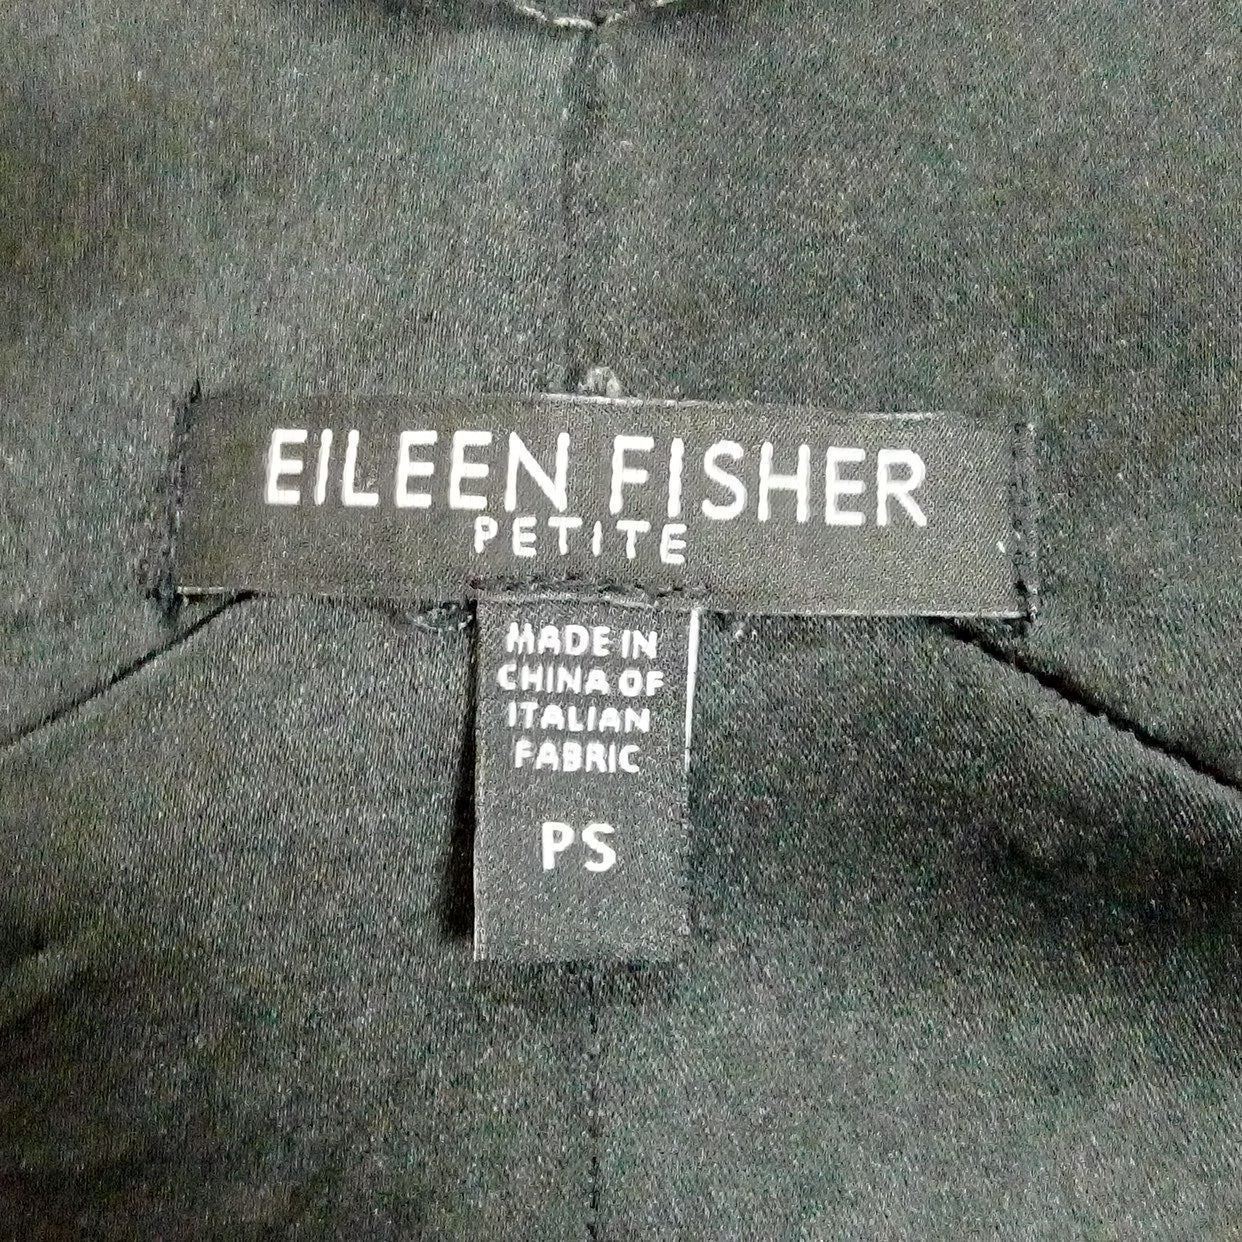 EILEEN FISHER
PETITE
MADE IN
CHINA OF
ITALIAN
FABRIC
PS